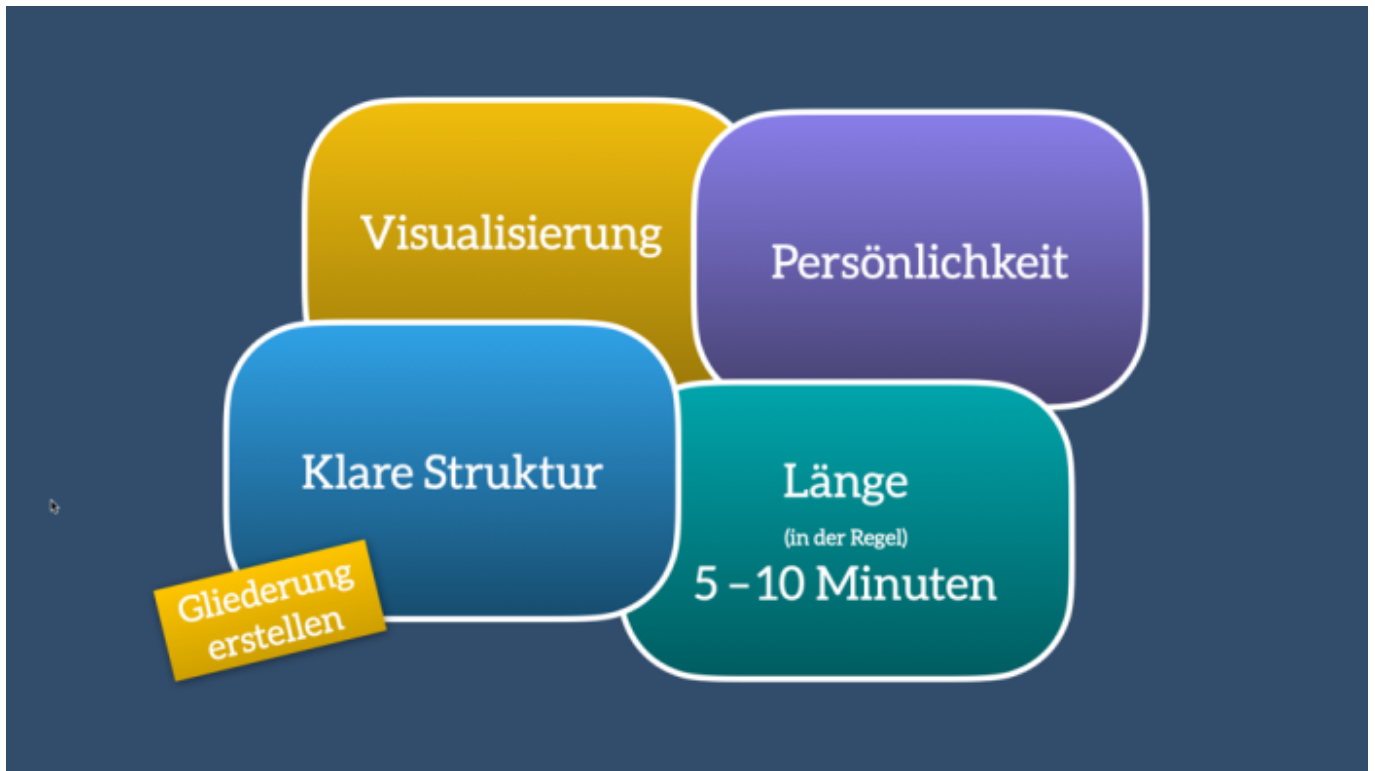 Visualisierung
Persönlichkeit
Klare Struktur
Länge
(in der Regel)
5 – 10 Minuten
Gliederung
erstellen